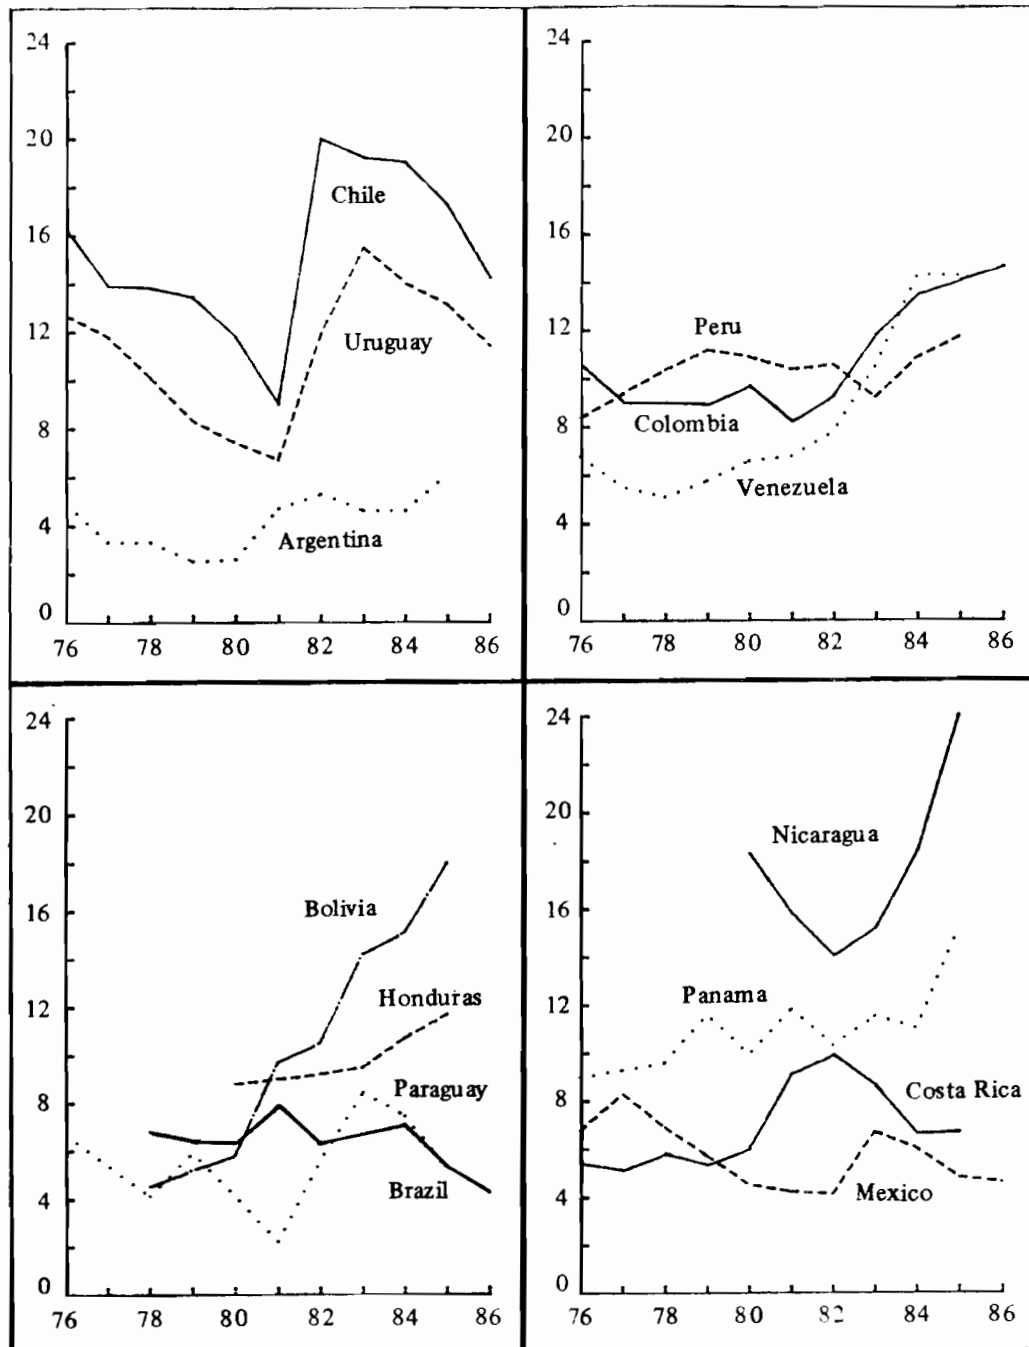 24
20
16
12
8
4
0
Chile
Uruguay
Argentina
76 78 80 82 84 86
24
20
16
12
8
4
0
Peru
Colombia
Venezuela
76 78 80 82 84 86
24
20
16
12
8
4
0
Bolivia
Honduras
Paraguay
Brazil
76 78 80 82 84 86
24
20
16
12
8
4
0
Nicaragua
Panama
Costa Rica
Mexico
76 78 80 82 84 86